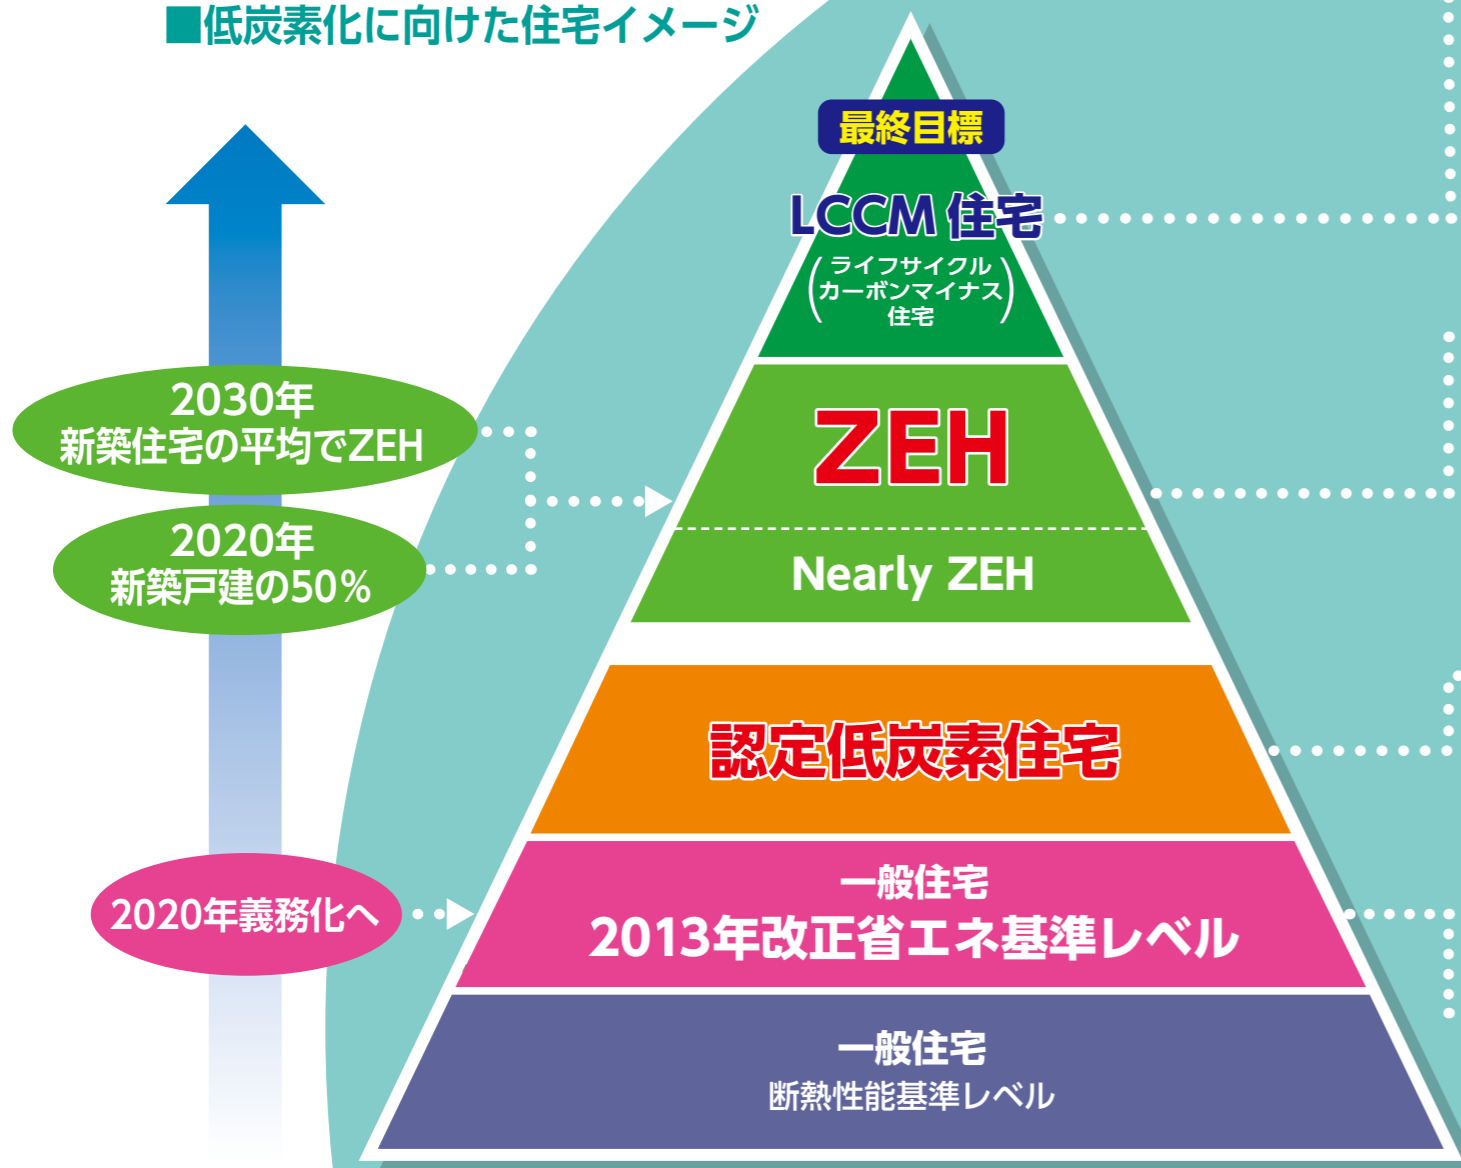 ■低炭素化に向けた住宅イメージ
最終目標
LCCM 住宅
(ライフサイクル
カーボンマイナス
住宅)
2030年
新築住宅の平均でZEH
ZEH
2020年
新築戸建の50%
Nearly ZEH
認定低炭素住宅
2020年義務化へ
一般住宅
2013年改正省エネ基準レベル
一般住宅
断熱性能基準レベル